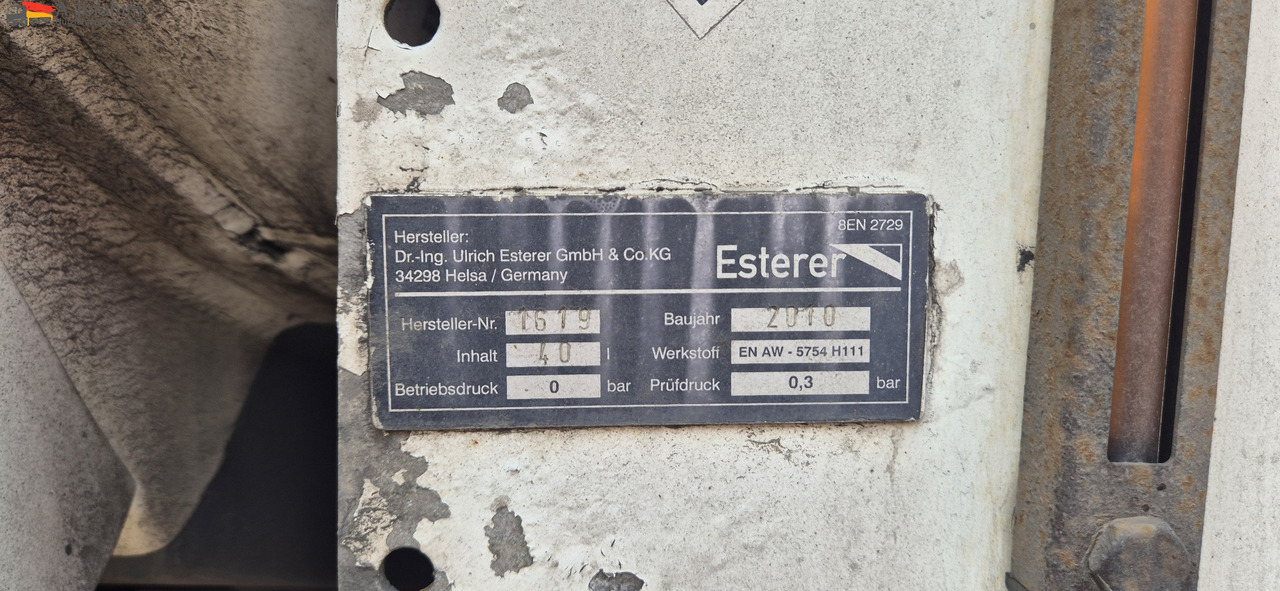 8EN 2729
Hersteller:
Dr.-Ing. Ulrich Esterer GmbH & Co.KG
34298 Helsa / Germany
Esterer
Hersteller-Nr. 1619 Baujahr 2010
Inhalt 40 l Werkstoff EN AW - 5754 H111
Betriebsdruck 0 bar Prüfdruck 0,3 bar